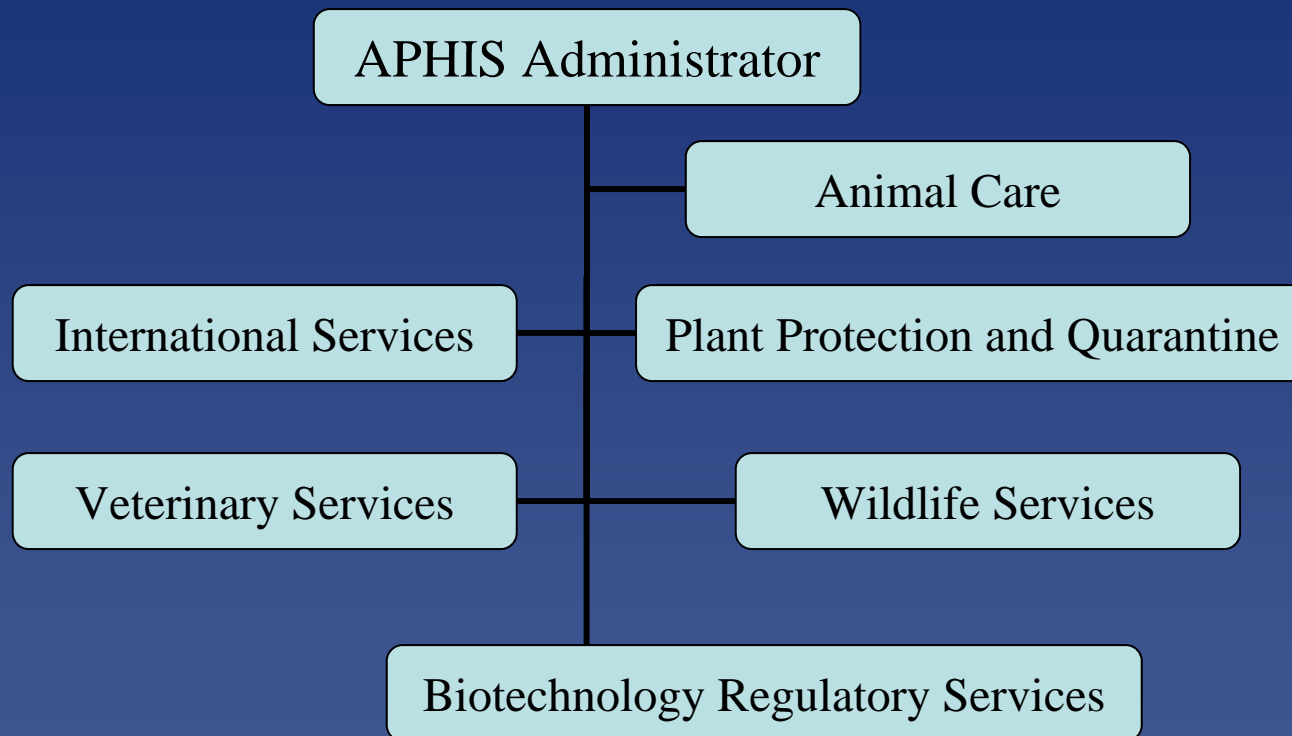 APHIS Administrator
Animal Care
International Services
Plant Protection and Quarantine
Veterinary Services
Wildlife Services
Biotechnology Regulatory Services